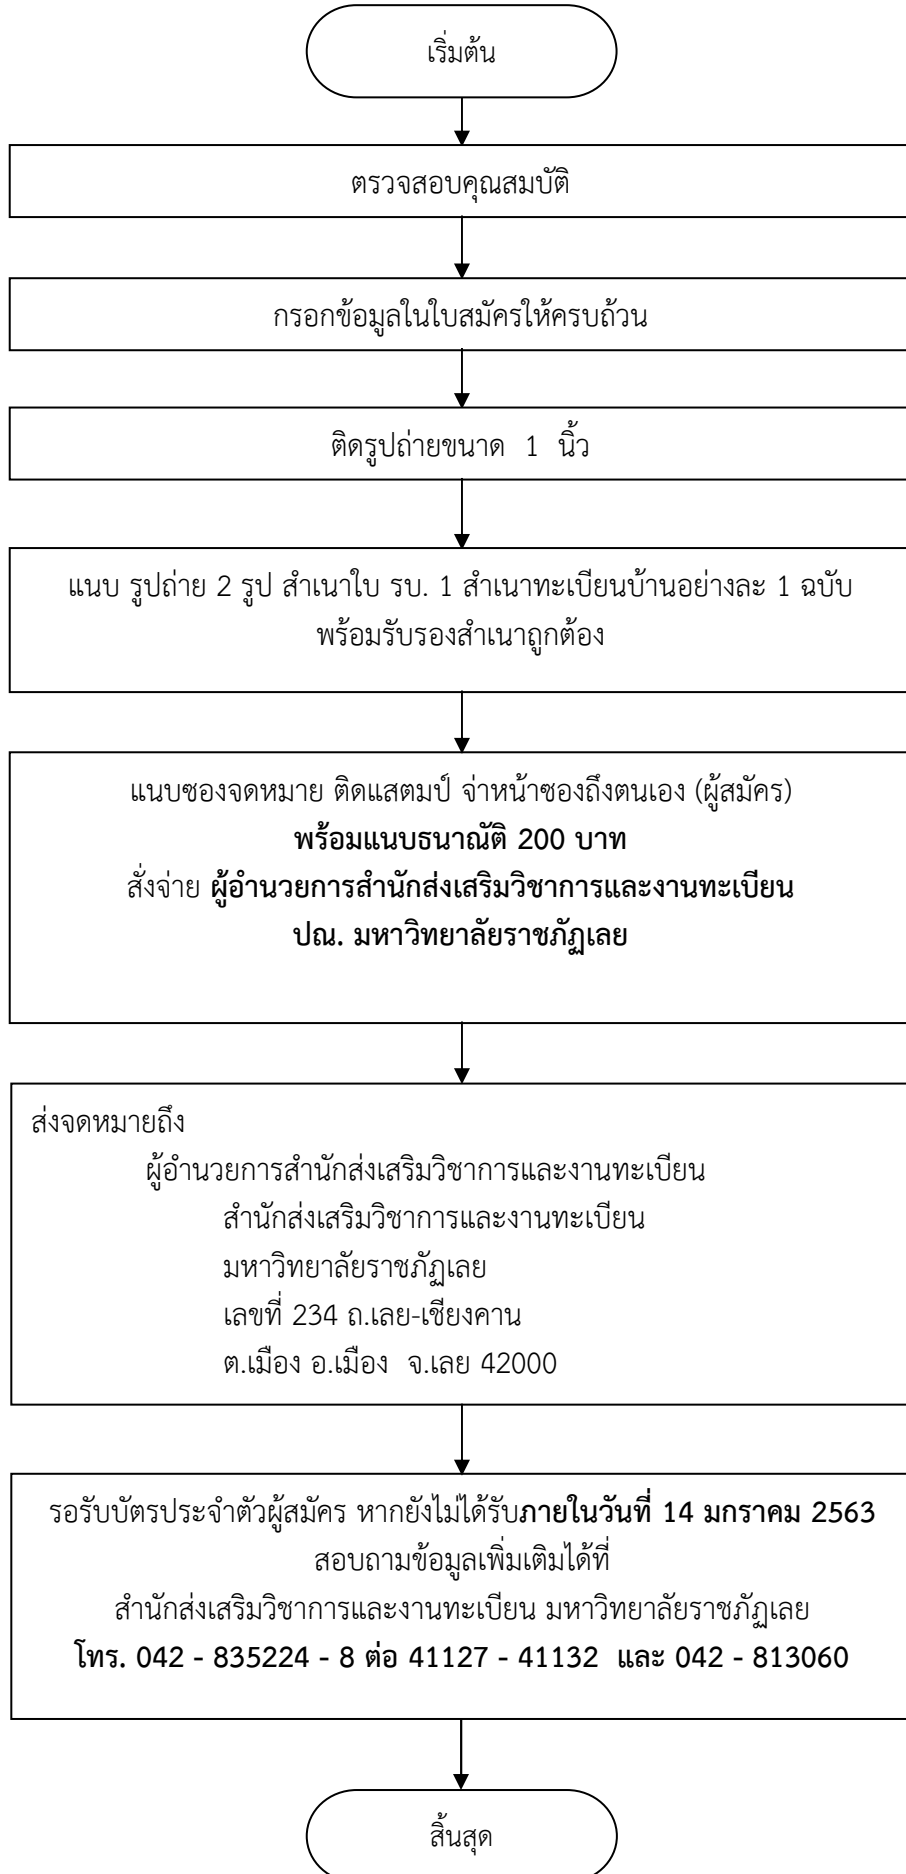 เริ่มต้น
ตรวจสอบคุณสมบัติ
กรอกข้อมูลในใบสมัครให้ครบถ้วน
ติดรูปถ่ายขนาด 1 นิ้ว
แนบ รูปถ่าย 2 รูป สำเนาใบ รบ. 1 สำเนาทะเบียนบ้านอย่างละ 1 ฉบับ
พร้อมรับรองสำเนาถูกต้อง
แนบซองจดหมาย ติดแสตมป์ จ่าหน้าซองถึงตนเอง (ผู้สมัคร)
พร้อมแนบธนาณัติ 200 บาท
สั่งจ่าย ผู้อำนวยการสำนักส่งเสริมวิชาการและงานทะเบียน
ปณ. มหาวิทยาลัยราชภัฏเลย
ส่งจดหมายถึง
ผู้อำนวยการสำนักส่งเสริมวิชาการและงานทะเบียน
สำนักส่งเสริมวิชาการและงานทะเบียน
มหาวิทยาลัยราชภัฏเลย
เลขที่ 234 ถ.เลย-เชียงคาน
ต.เมือง อ.เมือง จ.เลย 42000
รอรับบัตรประจำตัวผู้สมัคร หากยังไม่ได้รับภายในวันที่ 14 มกราคม 2563
สอบถามข้อมูลเพิ่มเติมได้ที่
สำนักส่งเสริมวิชาการและงานทะเบียน มหาวิทยาลัยราชภัฏเลย
โทร. 042 - 835224 - 8 ต่อ 41127 - 41132 และ 042 - 813060
สิ้นสุด